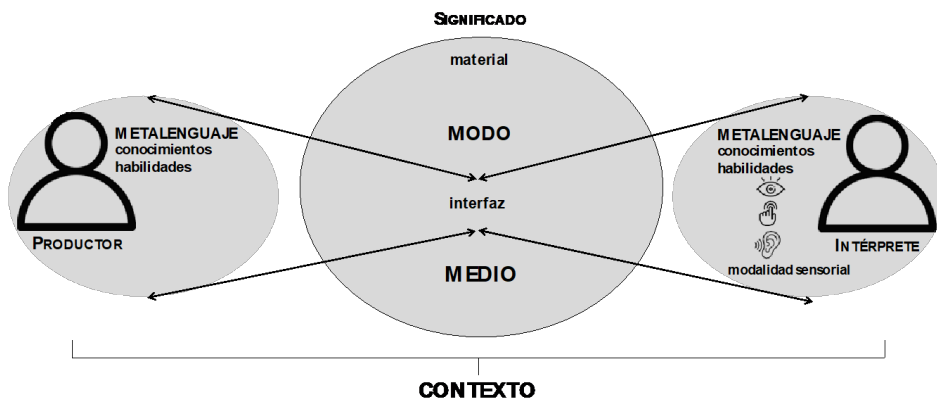 SIGNIFICADO
material
MODO
interfaz
MEDIO
METALENGUAJE
conocimientos
habilidades
PRODUCTOR
METALENGUAJE
conocimientos
habilidades
INTÉRPRETE
modalidad sensorial
CONTEXTO